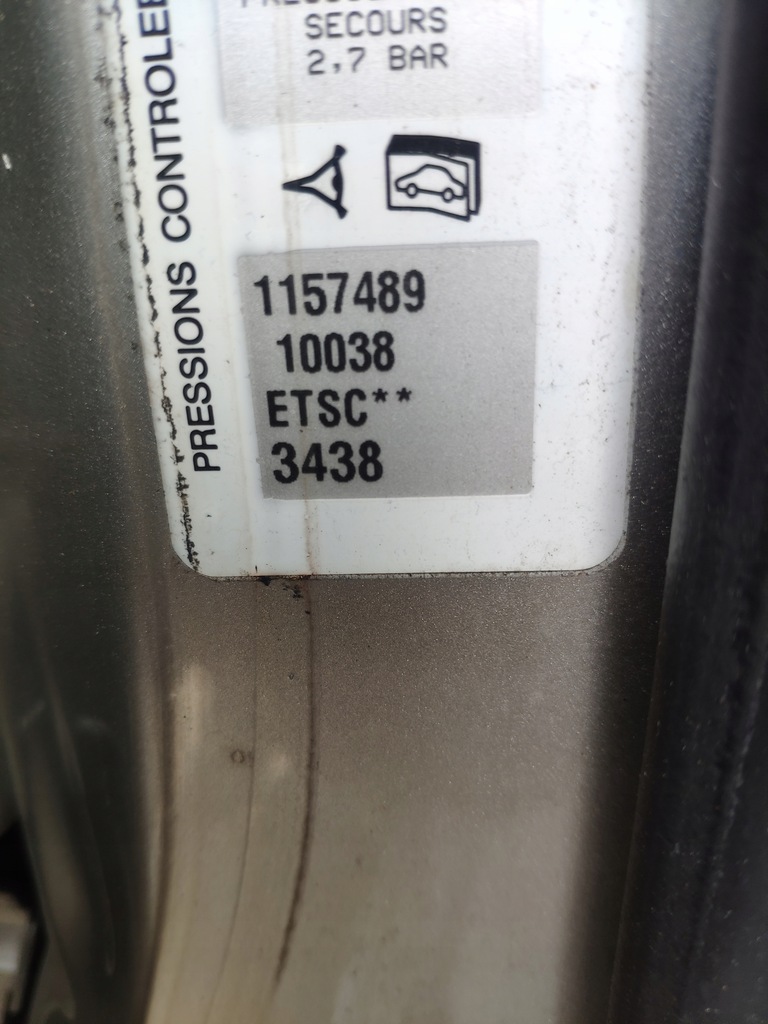 SECOURS
2,7 BAR
PRESSIONS CONTROLEE
1157489
10038
ETSC**
3438